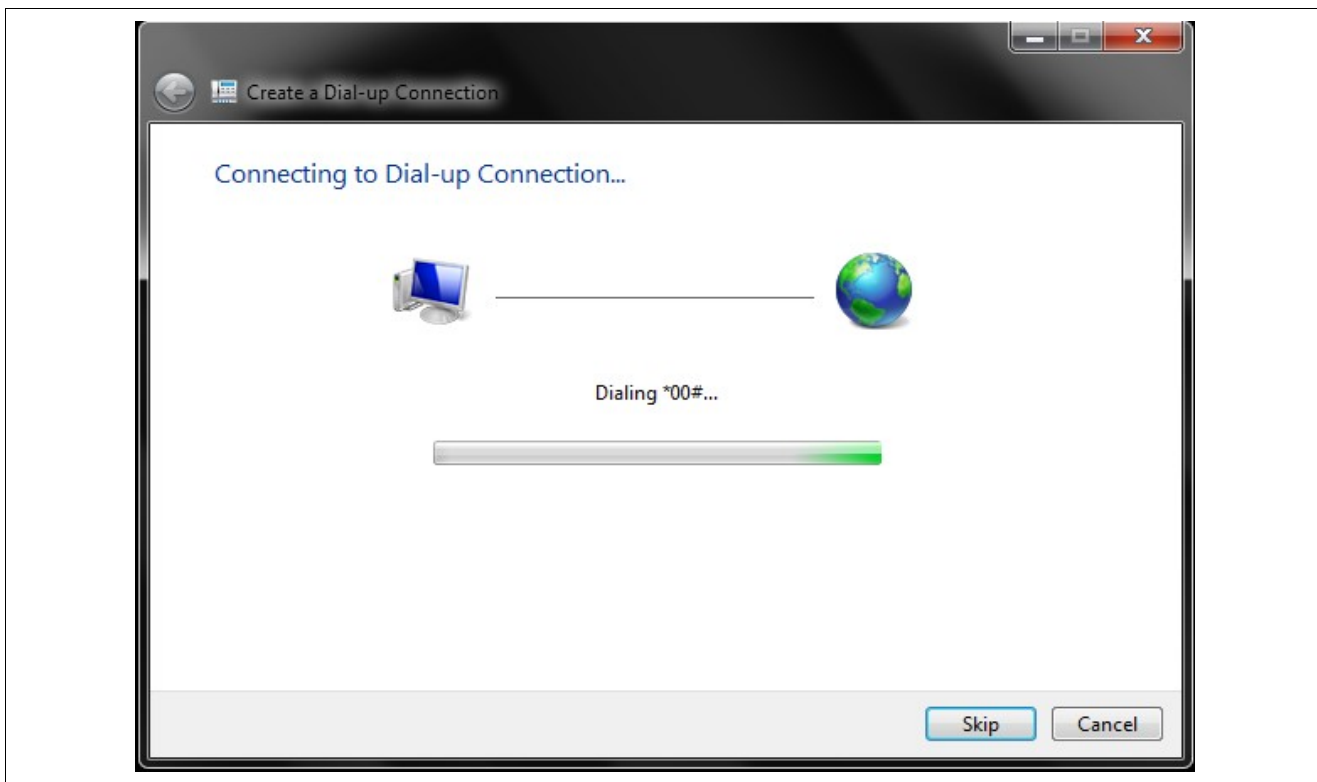 Create a Dial-up Connection
Connecting to Dial-up Connection...
Dialing *00#...
Skip Cancel